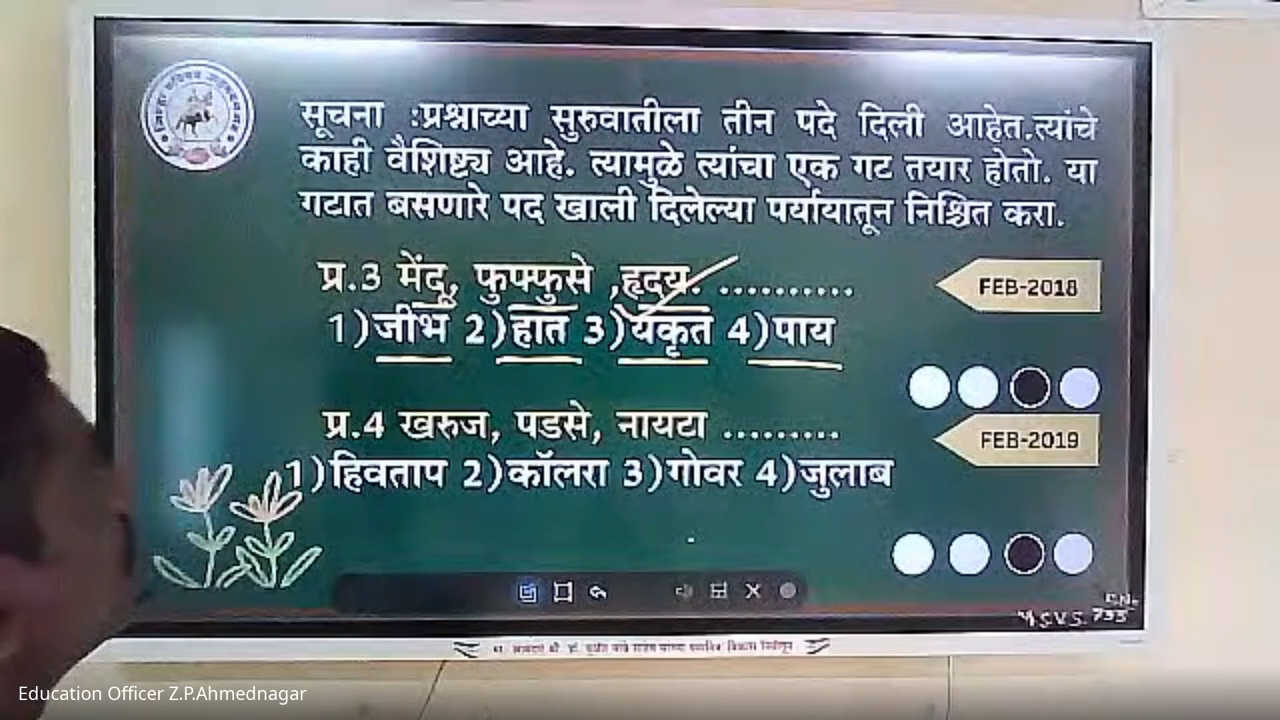 सूचना :प्रश्नाच्या सुरुवातीला तीन पदे दिली आहेत.त्यांचे
काही वैशिष्ट्य आहे. त्यामुळे त्यांचा एक गट तयार होतो. या
गटात बसणारे पद खाली दिलेल्या पर्यायातून निश्चित करा.
प्र.3 मेंदू, फुफ्फुसे ,हृदय. ..........
FEB-2018
1)जीभ 2)हात 3)यकृत 4)पाय
प्र.4 खरुज, पडसे, नायटा .........
FEB-2019
1)हिवताप 2)कॉलरा 3)गोवर 4)जुलाब
Education Officer Z.P.Ahmednagar